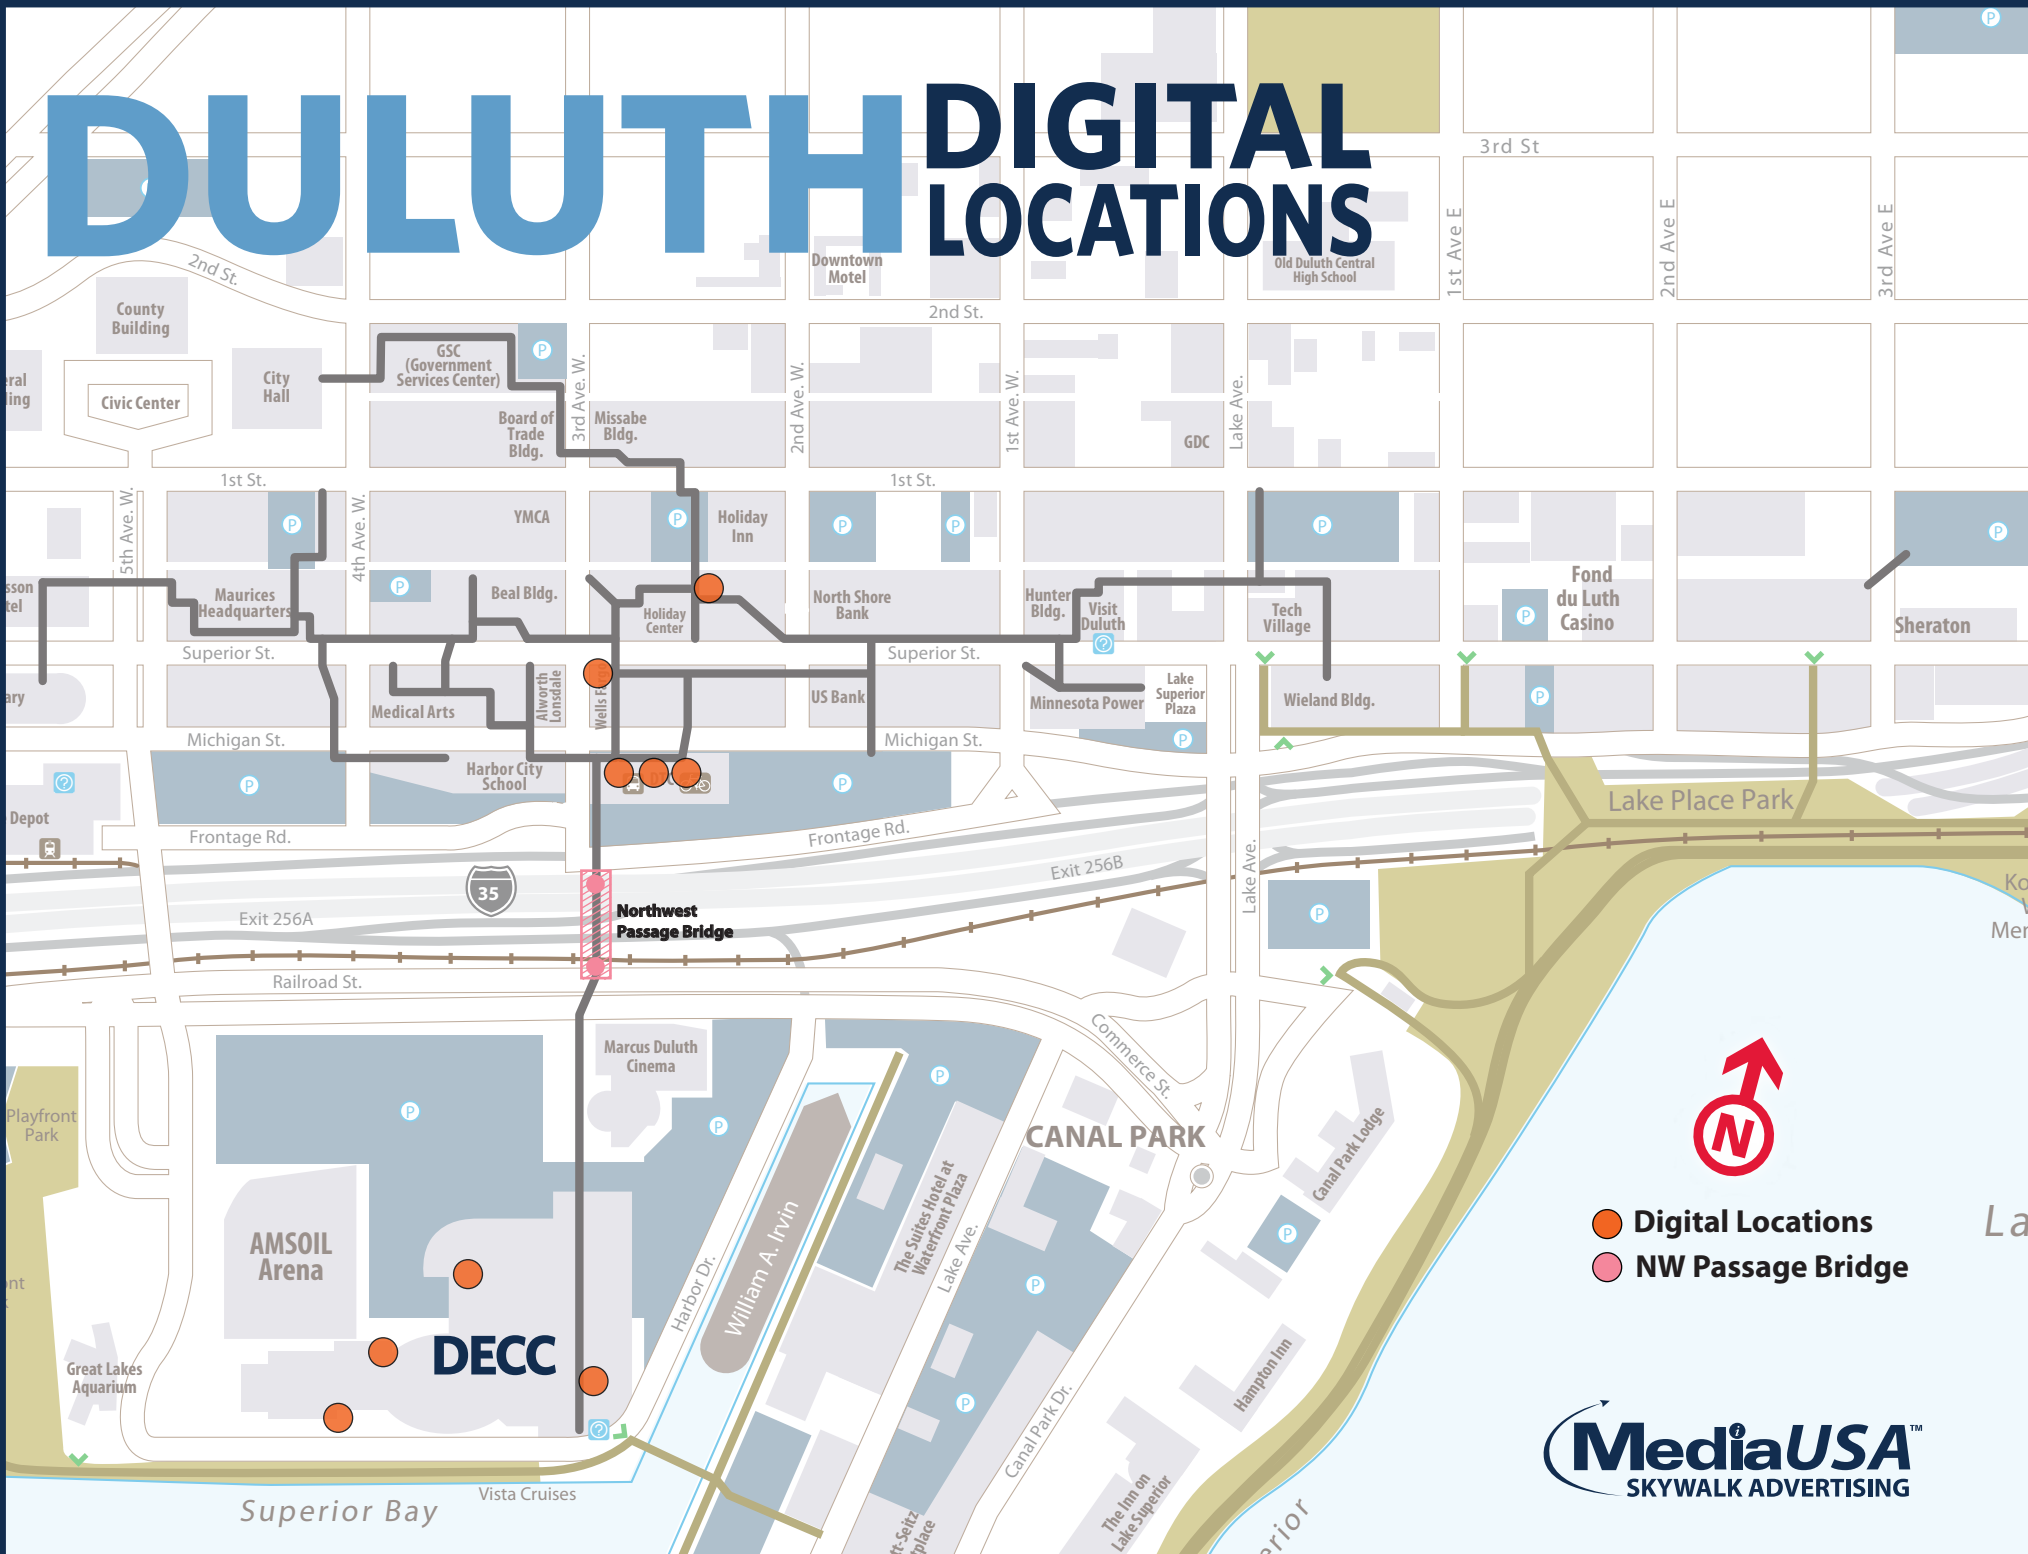 DULUTH
DIGITAL
LOCATIONS
3rd St
1st Ave E
2nd Ave E
3rd Ave E
2nd St.
Downtown
Motel
Old Duluth Central
High School
2nd St.
County
Building
City
Hall
Civic Center
GSC
(Government
Services Center)
P
3rd Ave. W.
2nd Ave. W.
1st Ave. W.
Lake Ave.
Board of
Trade
Bldg.
Missabe
Bldg.
GDC
1st St.
1st St.
5th Ave. W.
4th Ave. W.
P
YMCA
P
Holiday
Inn
P
P
P
P
Maurices
Headquarters
P
Beal Bldg.
Holiday
Center
North Shore
Bank
Hunter
Bldg.
Visit
Duluth
?
Tech
Village
Fond
du Luth
Casino
P
Sheraton
Superior St.
Superior St.
Medical Arts
Alworth
Lonsdale
US Bank
Minnesota Power
Lake
Superior
Plaza
P
Wieland Bldg.
P
Michigan St.
Michigan St.
Harbor City
School
P
P
?
Depot
Frontage Rd.
Frontage Rd.
Lake Place Park
Exit 256B
Exit 256A
35
Northwest
Passage Bridge
Lake Ave.
P
Railroad St.
Marcus Duluth
Cinema
Commerce St.
Playfront
Park
P
P
P
CANAL PARK
Canal Park Lodge
P
AMSOIL
Arena
William A. Irvin
The Suites Hotel at
Waterfront Plaza
Lake Ave.
Harbor Dr.
P
P
N
Digital Locations
NW Passage Bridge
DECC
Great Lakes
Aquarium
?
Hampton Inn
Canal Park Dr.
The Inn on
Lake Superior
Vista Cruises
Superior Bay
MediaUSA™
SKYWALK ADVERTISING